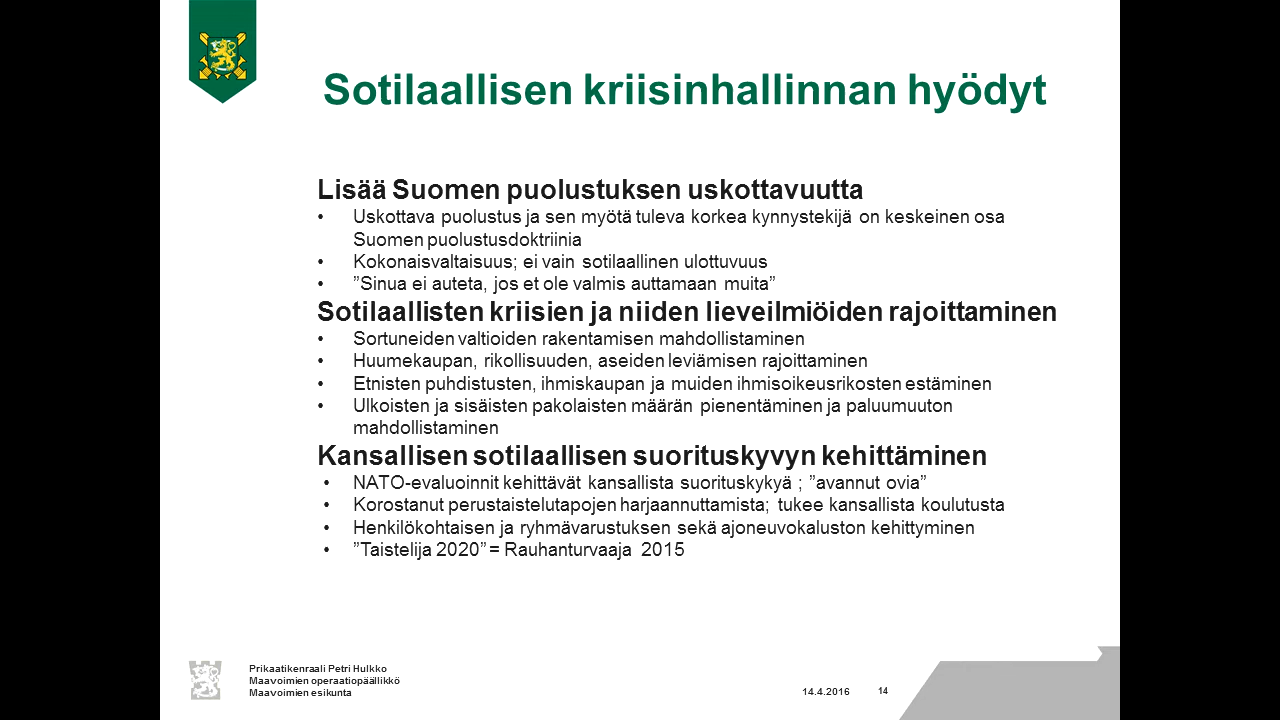 Sotilaallisen kriisinhallinnan hyödyt
Lisää Suomen puolustuksen uskottavuutta
• Uskottava puolustus ja sen myötä tuleva korkea kynnystekijä on keskeinen osa
Suomen puolustusdoktriinia
• Kokonaisvaltaisuus; ei vain sotilaallinen ulottuvuus
• ”Sinua ei auteta, jos et ole valmis auttamaan muita”
Sotilaallisten kriisien ja niiden lieveilmiöiden rajoittaminen
• Sortuneiden valtioiden rakentamisen mahdollistaminen
• Huumekaupan, rikollisuuden, aseiden leviämisen rajoittaminen
• Etnisten puhdistusten, ihmiskaupan ja muiden ihmisoikeusrikosten estäminen
• Ulkoisten ja sisäisten pakolaisten määrän pienentäminen ja paluumuuton
mahdollistaminen
Kansallisen sotilaallisen suorituskyvyn kehittäminen
• NATO-evaluoinnit kehittävät kansallista suorituskykyä ; ”avannut ovia”
• Korostanut perustaistelutapojen harjaannuttamista; tukee kansallista koulutusta
• Henkilökohtaisen ja ryhmävarustuksen sekä ajoneuvokaluston kehittyminen
• ”Taistelija 2020” = Rauhanturvaaja 2015
Prikaatikenraali Petri Hulkko
Maavoimien operaatiopäällikkö
Maavoimien esikunta
14.4.2016
14